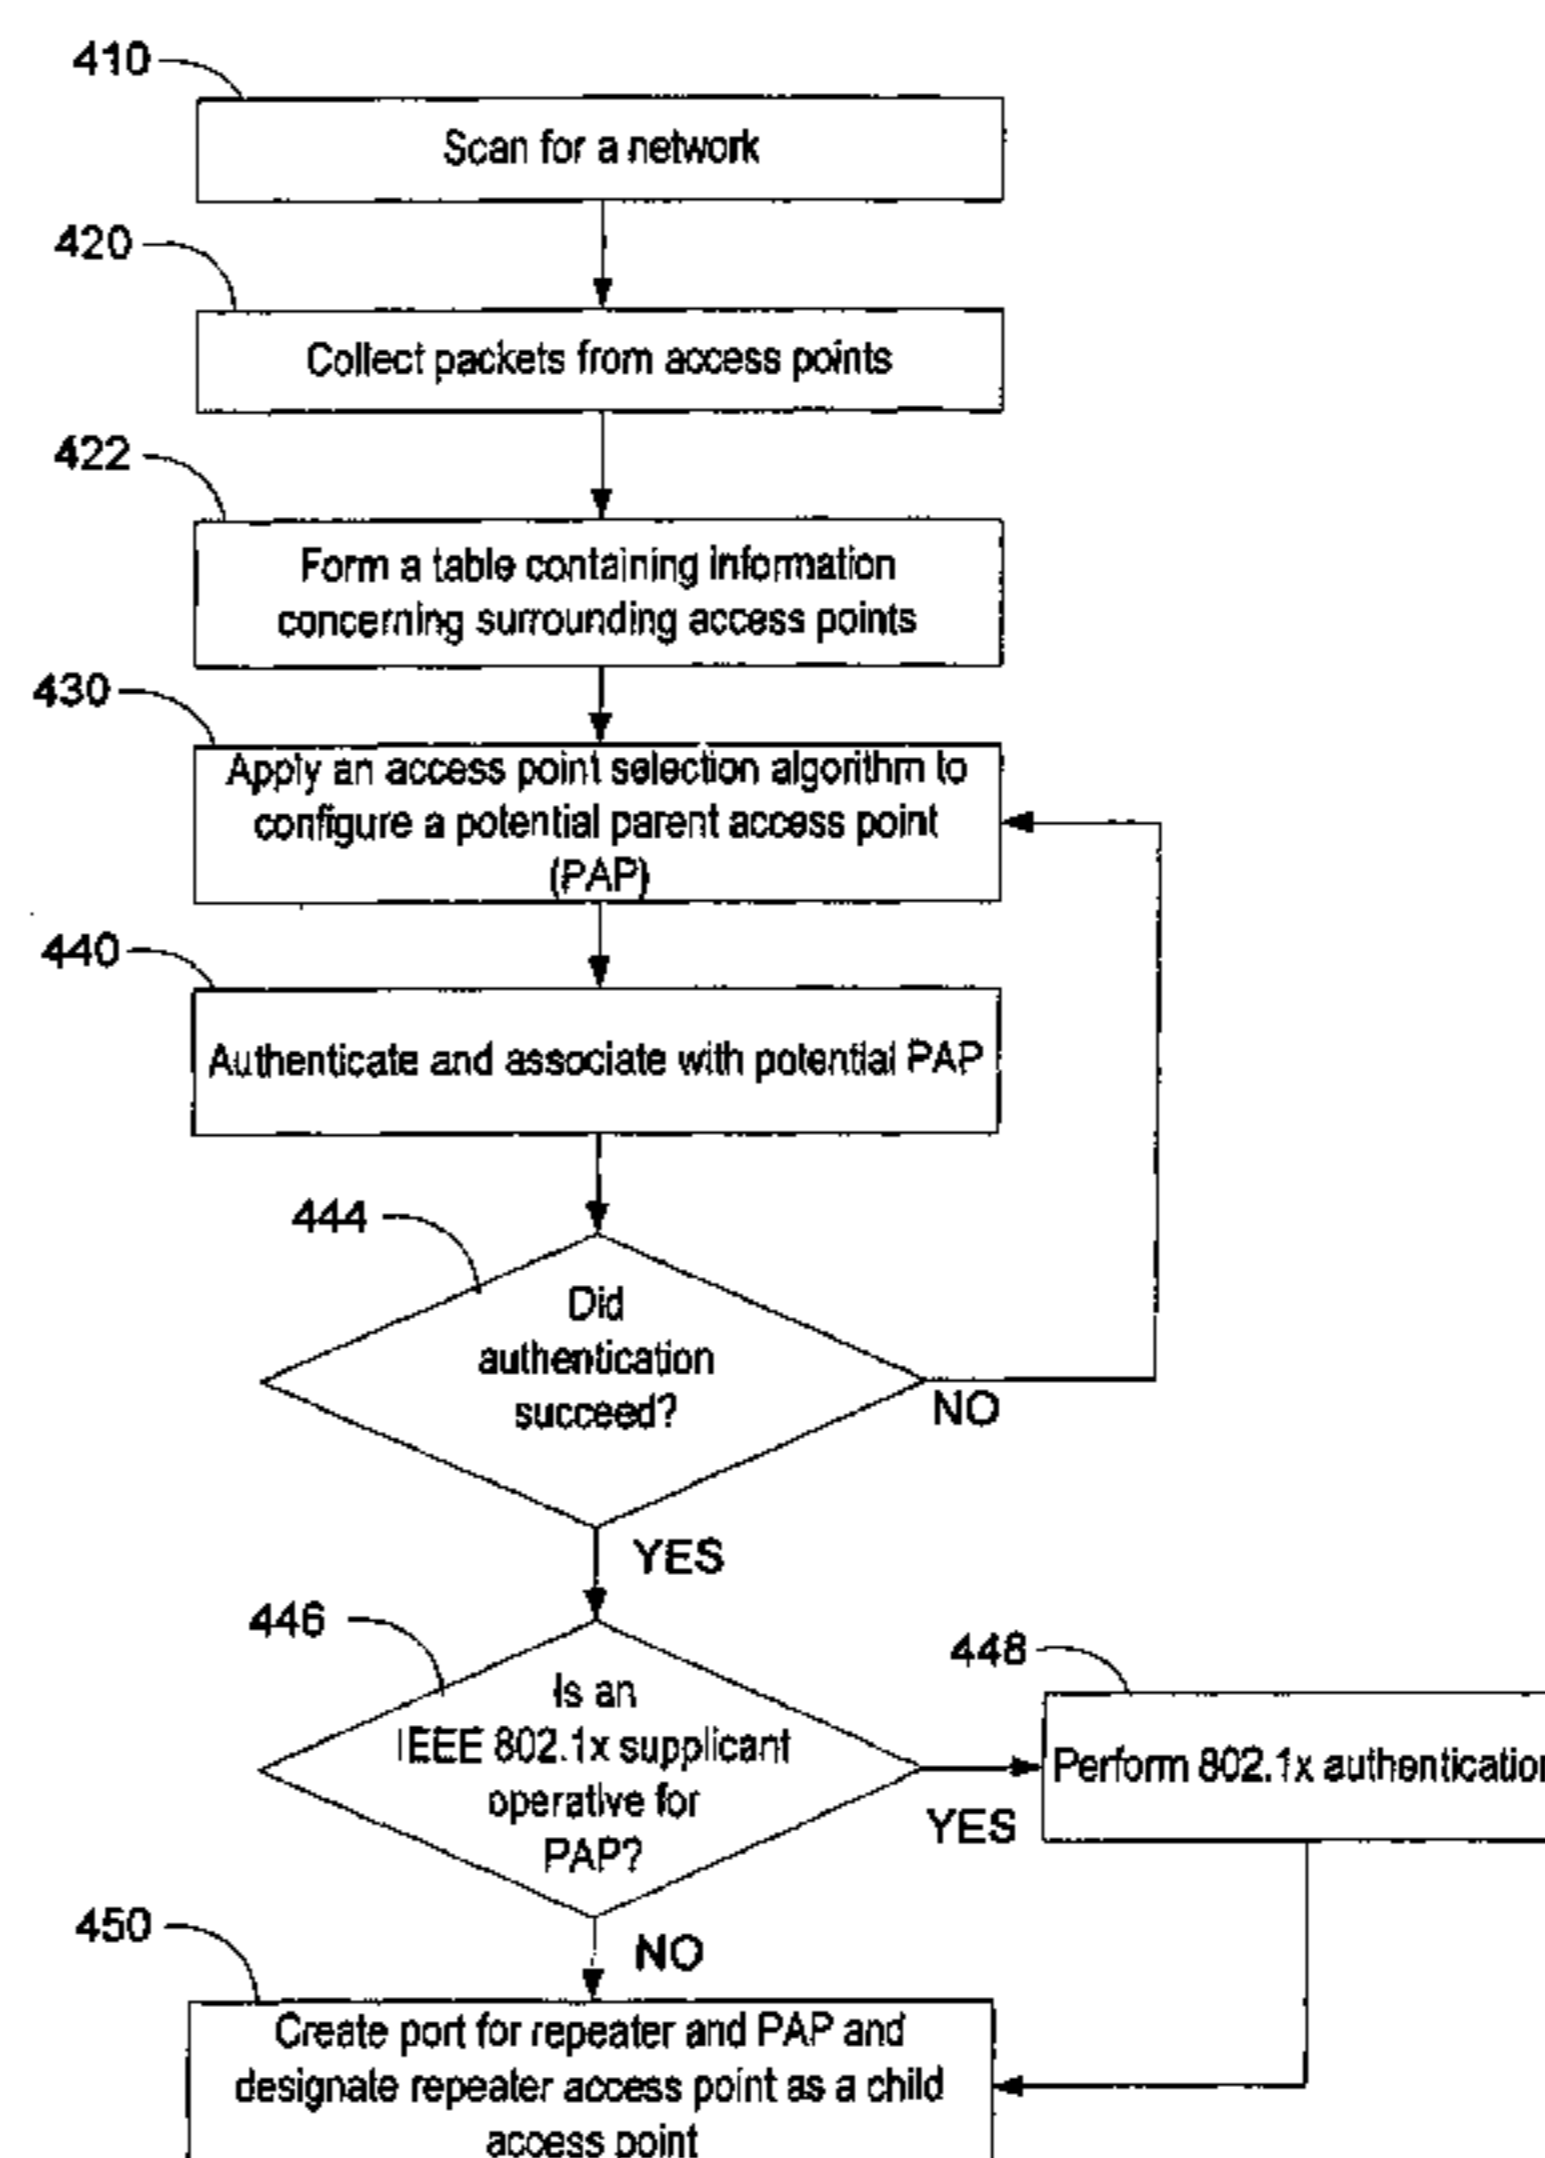 410
Scan for a network
420
Collect packets from access points
422
Form a table containing information
concerning surrounding access points
430
Apply an access point selection algorithm to
configure a potential parent access point
(PAP)
440
Authenticate and associate with potential PAP
444
Did
authentication
succeed?
NO
YES
446
Is an
IEEE 802.1x supplicant
operative for
PAP?
448
Perform 802.1x authentication
YES
NO
450
Create port for repeater and PAP and
designate repeater access point as a child
access point